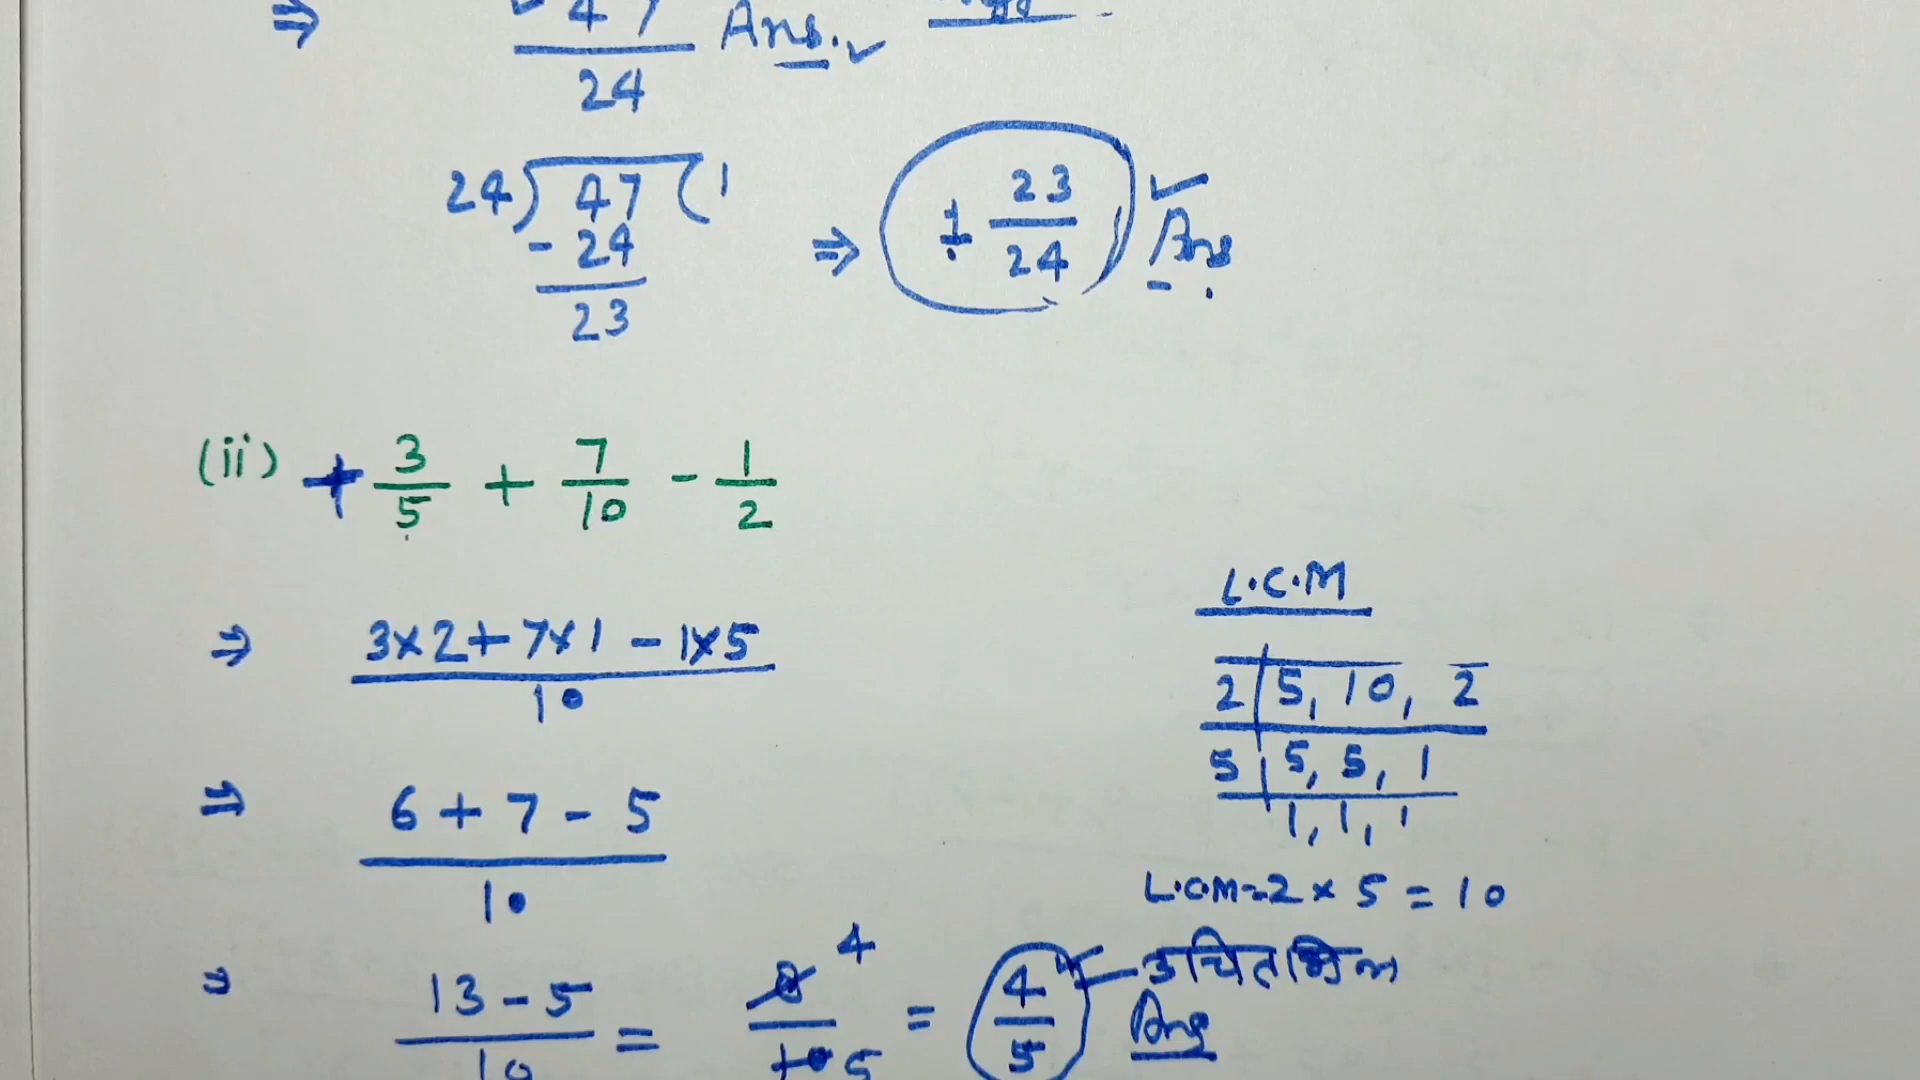 ⇒ 47/24 Ans.
24) 47 (1
- 24
23
⇒ 1 23/24 Ans
(ii) + 3/5 + 7/10 - 1/2
⇒ 3×2+7×1-1×5/10
L.C.M
2 | 5, 10, 2
5 | 5, 5, 1
1, 1, 1
L.C.M=2 × 5 = 10
⇒ 6 + 7 - 5/10
⇒ 13-5/10 = 8/10 4 5 = 4/5 उचित भिन्न
Ans